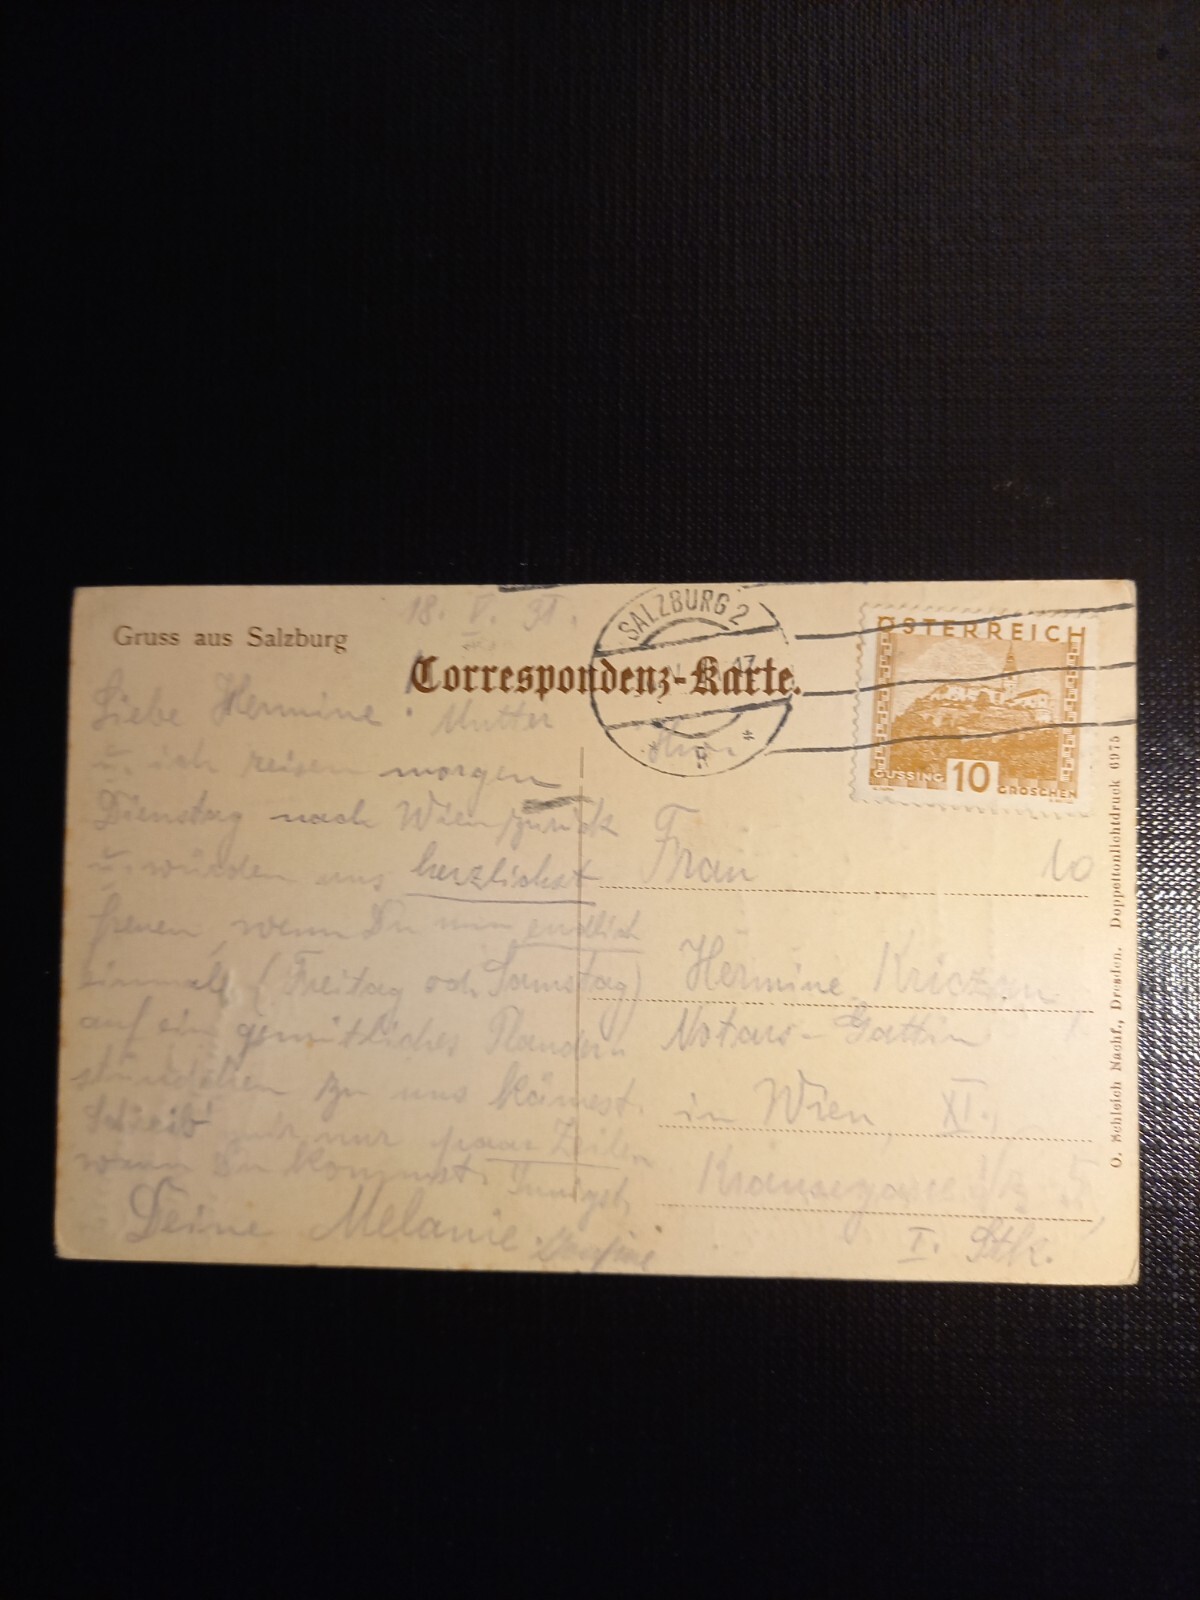 18. V. 31.
Gruss aus Salzburg
Correspondenz-Karte.
SALZBURG 2
ÖSTERREICH
GÜSSING 10 GROSCHEN
Liebe Hermine! Mutter
u. ich reisen morgen
Dienstag nach Wien zurück
u. würden uns herzlichst
freuen, wenn Du nun endlich
einmal (Freitag od. Samstag)
auf ein gemütliches Plauder-
stündchen zu uns kämest.
Schreib' nur paar Zeilen
wann Du kommst. Innigst,
Deine Melanie
Frau
10
Hermine
Notars-Gattin
in Wien, XI.,
I. Stk.
O. Schleich Nachf., Dresden. Doppeltonlichtdruck 6975